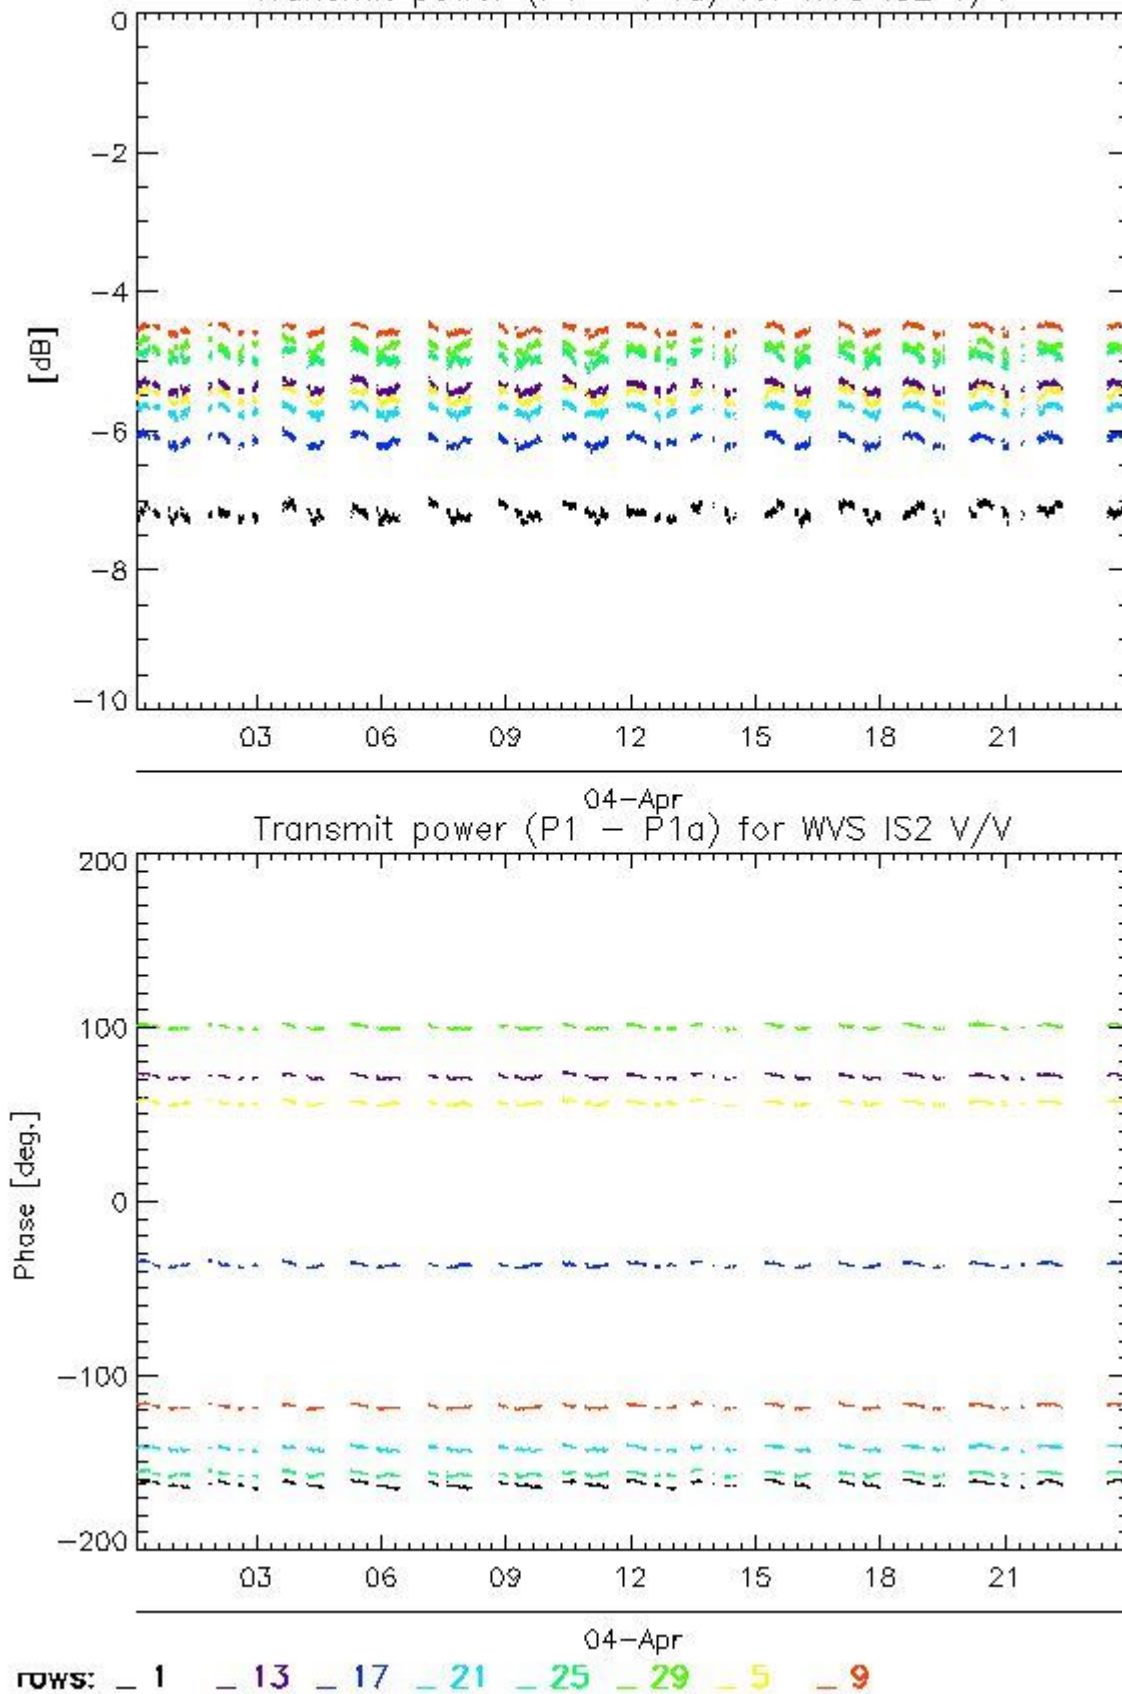 0
−2
−4
[dB]
−6
−8
−10
03 06 09 12 15 18 21
04−Apr
Transmit power (P1 − P1a) for WVS IS2 V/V
200
100
Phase [deg.]
0
−100
−200
03 06 09 12 15 18 21
04−Apr
rows: _ 1 _ 13 _ 17 _ 21 _ 25 _ 29 _ 5 _ 9